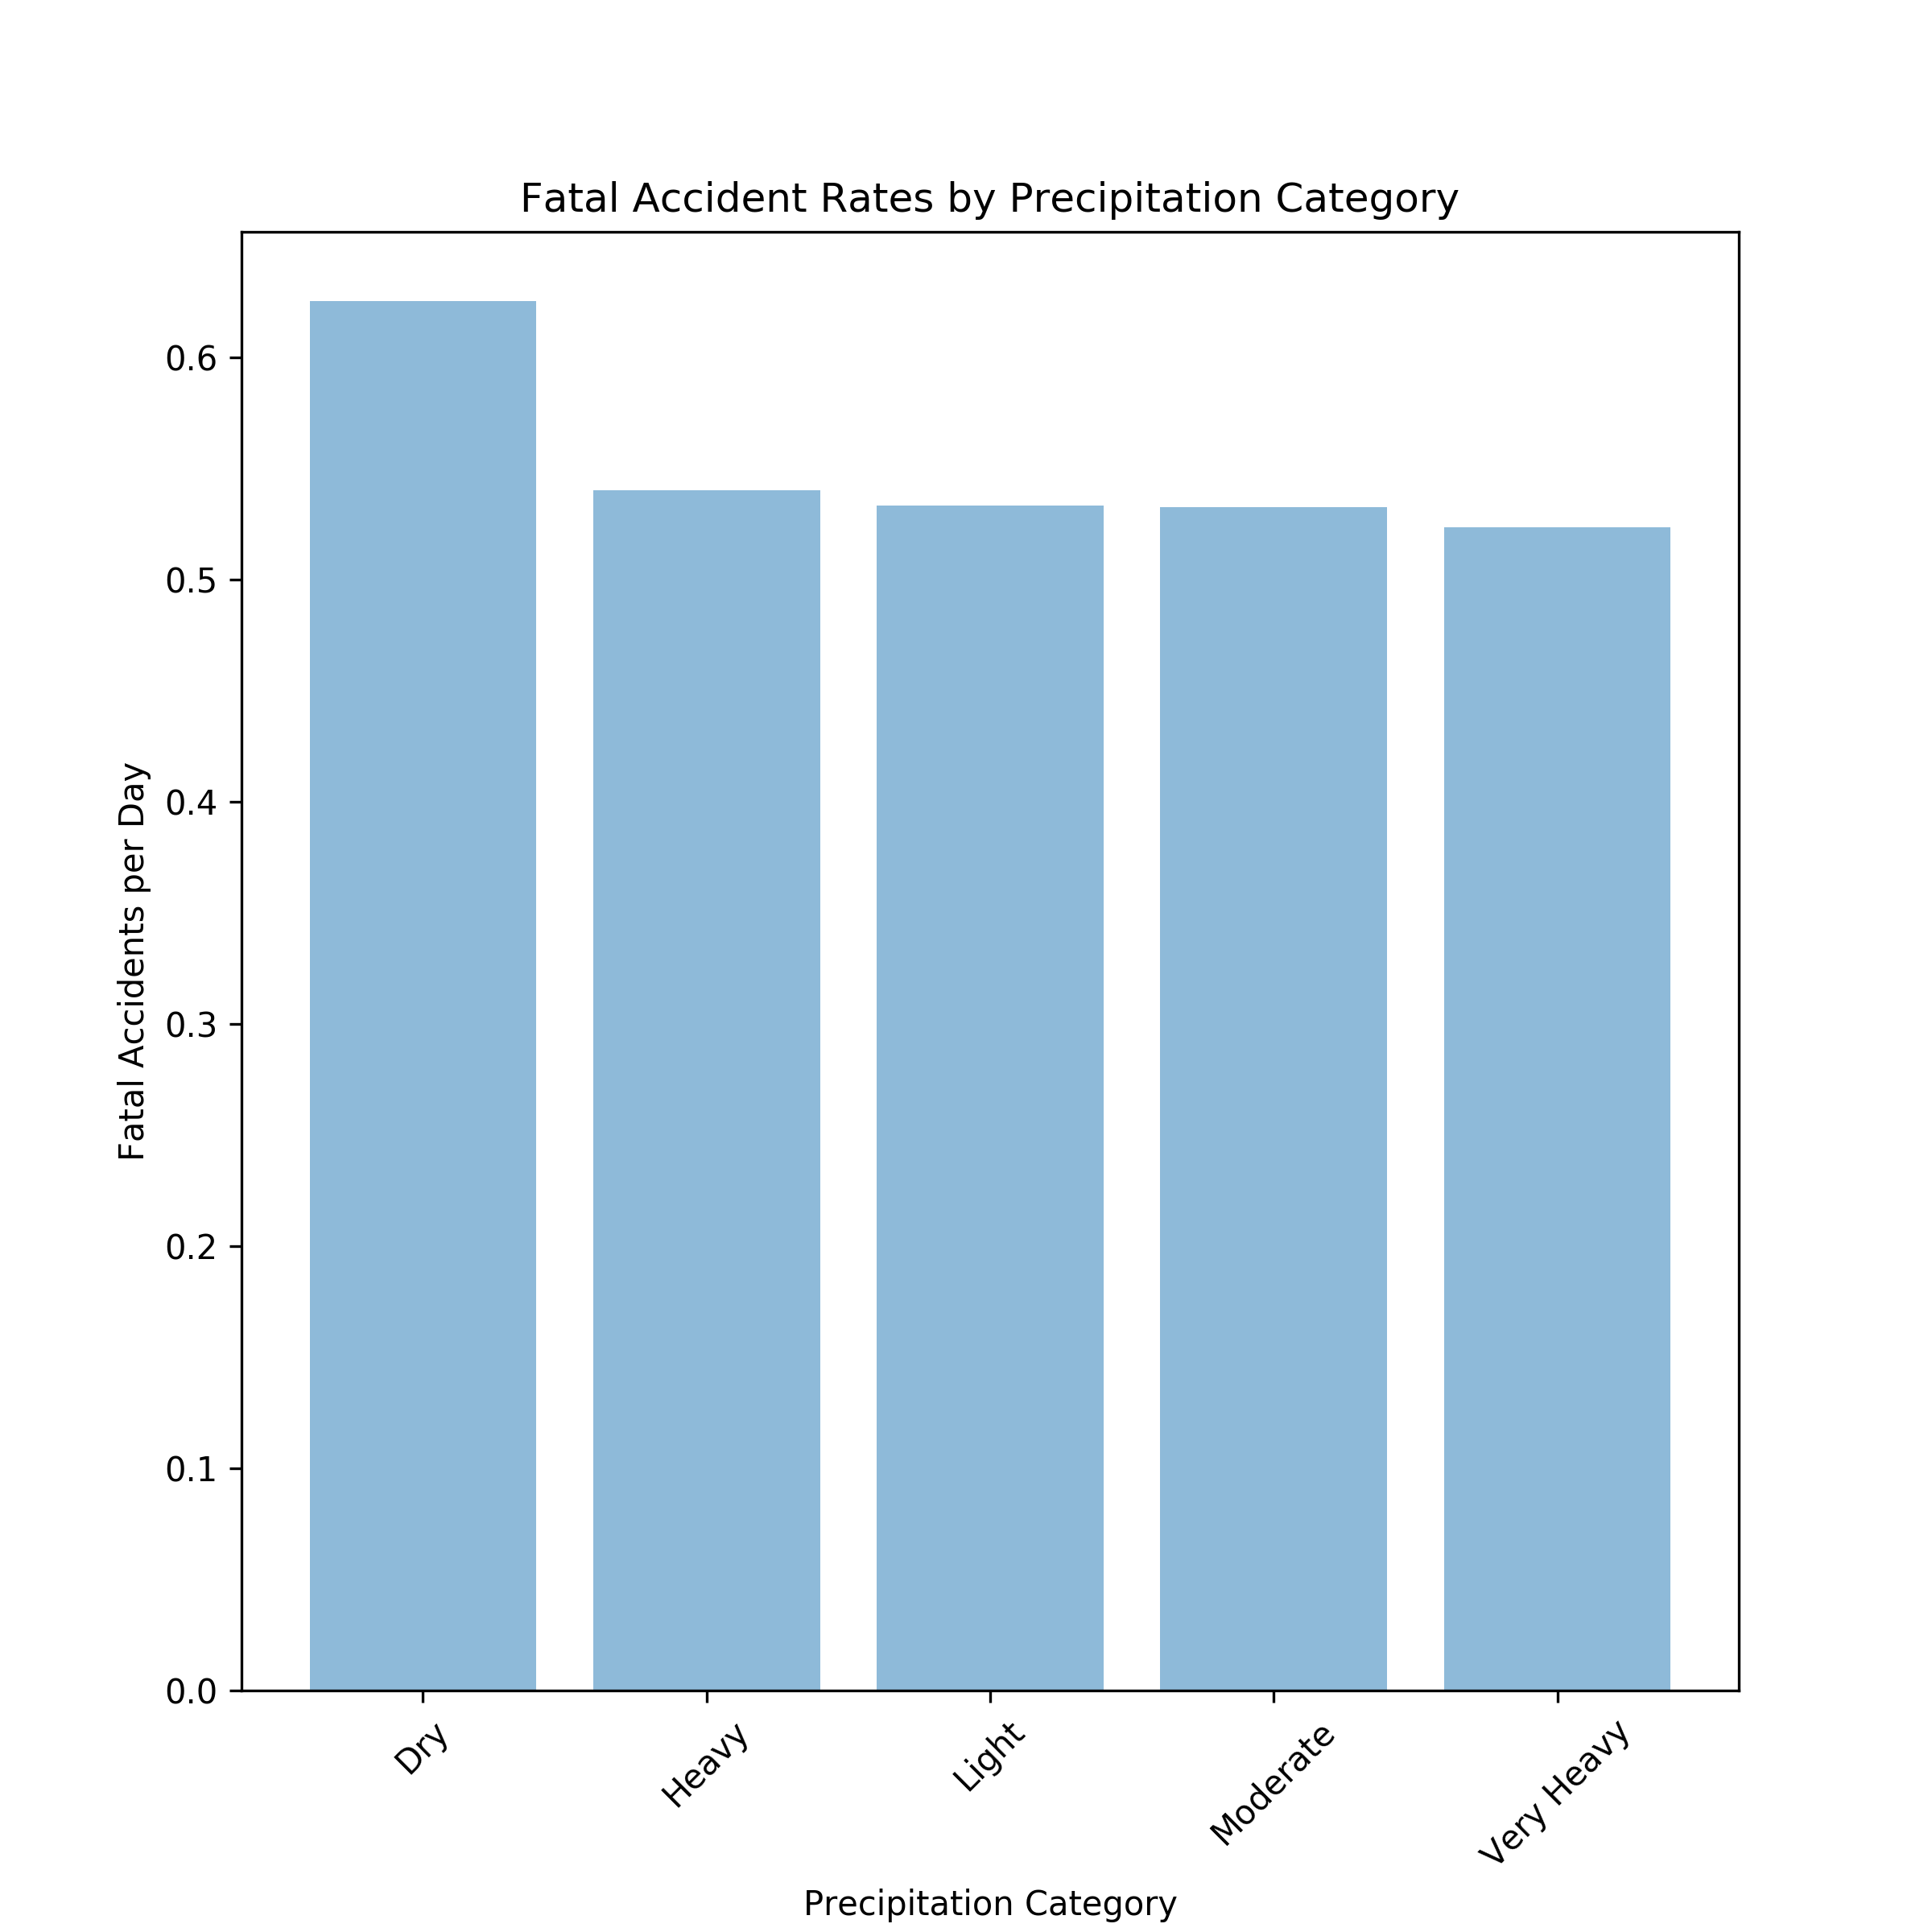 Fatal Accident Rates by Precipitation Category
Fatal Accidents per Day
0.6
0.5
0.4
0.3
0.2
0.1
0.0
Dry
Heavy
Light
Moderate
Very Heavy
Precipitation Category